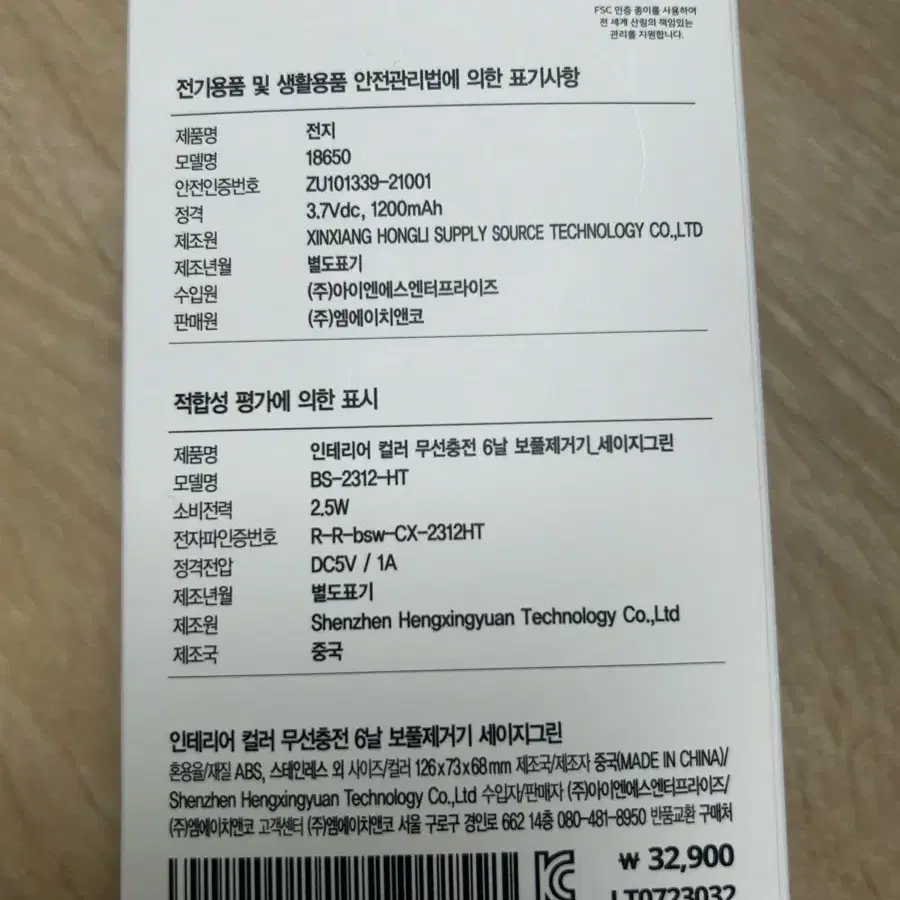 FSC 인증 종이를 사용하여
전 세계 산림의 책임있는
관리를 지원합니다.
전기용품 및 생활용품 안전관리법에 의한 표기사항
제품명 전지
모델명 18650
안전인증번호 ZU101339-21001
정격 3.7Vdc, 1200mAh
제조원 XINXIANG HONGLI SUPPLY SOURCE TECHNOLOGY CO.,LTD
제조년월 별도표기
수입원 (주)아이엔에스엔터프라이즈
판매원 (주)엠에이치앤코
적합성 평가에 의한 표시
제품명 인테리어 컬러 무선충전 6날 보풀제거기_세이지그린
모델명 BS-2312-HT
소비전력 2.5W
전자파인증번호 R-R-bsw-CX-2312HT
정격전압 DC5V / 1A
제조년월 별도표기
제조원 Shenzhen Hengxingyuan Technology Co.,Ltd
제조국 중국
인테리어 컬러 무선충전 6날 보풀제거기 세이지그린
혼용율/재질 ABS, 스테인레스 외 사이즈/컬러 126x73x68mm 제조국/제조자 중국(MADE IN CHINA)/
Shenzhen Hengxingyuan Technology Co.,Ltd 수입자/판매자 (주)아이엔에스엔터프라이즈/
(주)엠에이치앤코 고객센터 (주)엠에이치앤코 서울 구로구 경인로 662 14층 080-481-8950 반품교환 구매처
₩ 32,900
LT0723032